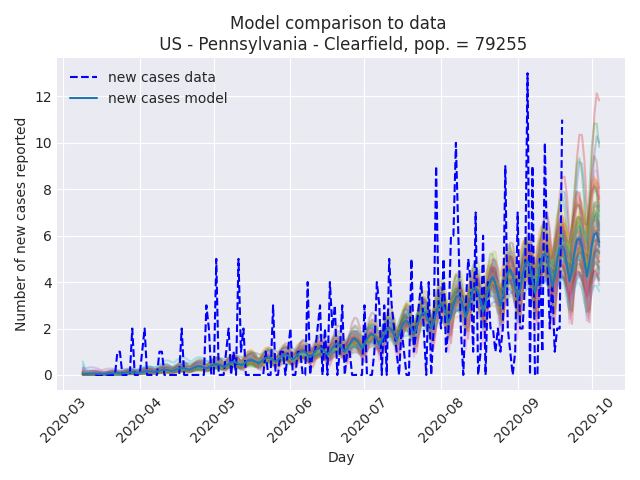 Model comparison to data
US - Pennsylvania - Clearfield, pop. = 79255
new cases data
new cases model
Number of new cases reported
12
10
8
6
4
2
0
2020-03
2020-04
2020-05
2020-06
2020-07
2020-08
2020-09
2020-10
Day